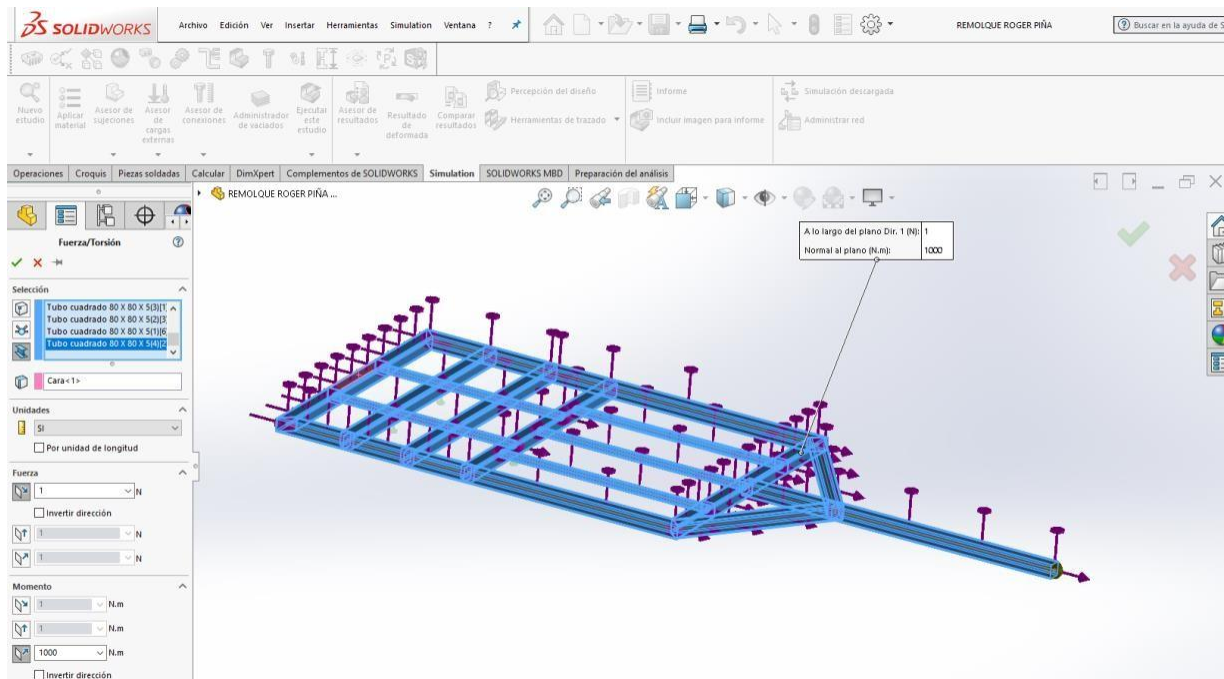 SOLIDWORKS
Archivo Edición Ver Insertar Herramientas Simulation Ventana ?
REMOLQUE ROGER PIÑA
Buscar en la ayuda de S
Nuevo estudio
Aplicar material
Asesor de sujeciones
Asesor de cargas externas
Asesor de conexiones
Administrador de vaciados
Ejecutar este estudio
Asesor de resultados
Resultado de deformada
Comparar resultados
Percepción del diseño
Herramientas de trazado
Informe
Incluir imagen para informe
Simulación descargada
Administrar red
Operaciones Croquis Piezas soldadas Calcular DimXpert Complementos de SOLIDWORKS Simulation SOLIDWORKS MBD Preparación del análisis
REMOLQUE ROGER PIÑA ...
A lo largo del plano Dir. 1 (N): 1
Normal al plano (N.m): 1000
Fuerza/Torsión
Selección
Tubo cuadrado 80 X 80 X 5(3)[1
Tubo cuadrado 80 X 80 X 5(2)[3
Tubo cuadrado 80 X 80 X 5(1)[6
Tubo cuadrado 80 X 80 X 5(4)[2
Cara<1>
Unidades
SI
Por unidad de longitud
Fuerza
1 N
Invertir dirección
1 N
1 N
Momento
1 N.m
1 N.m
1000 N.m
Invertir dirección